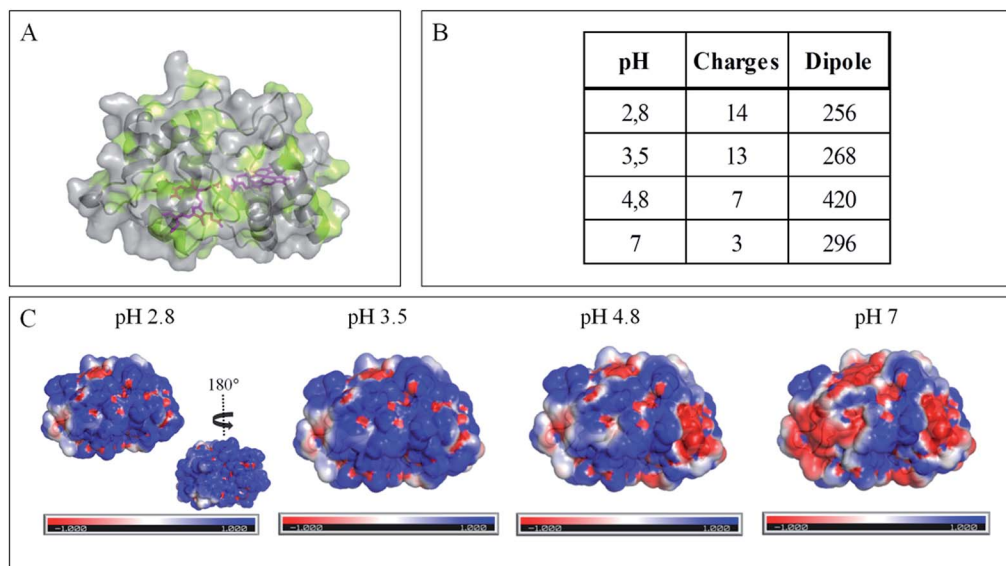 A
B
pH Charges Dipole
2,8 14 256
3,5 13 268
4,8 7 420
7 3 296
C
pH 2.8 pH 3.5 pH 4.8 pH 7
180°
-1.000 1.000 -1.000 1.000 -1.000 1.000 -1.000 1.000